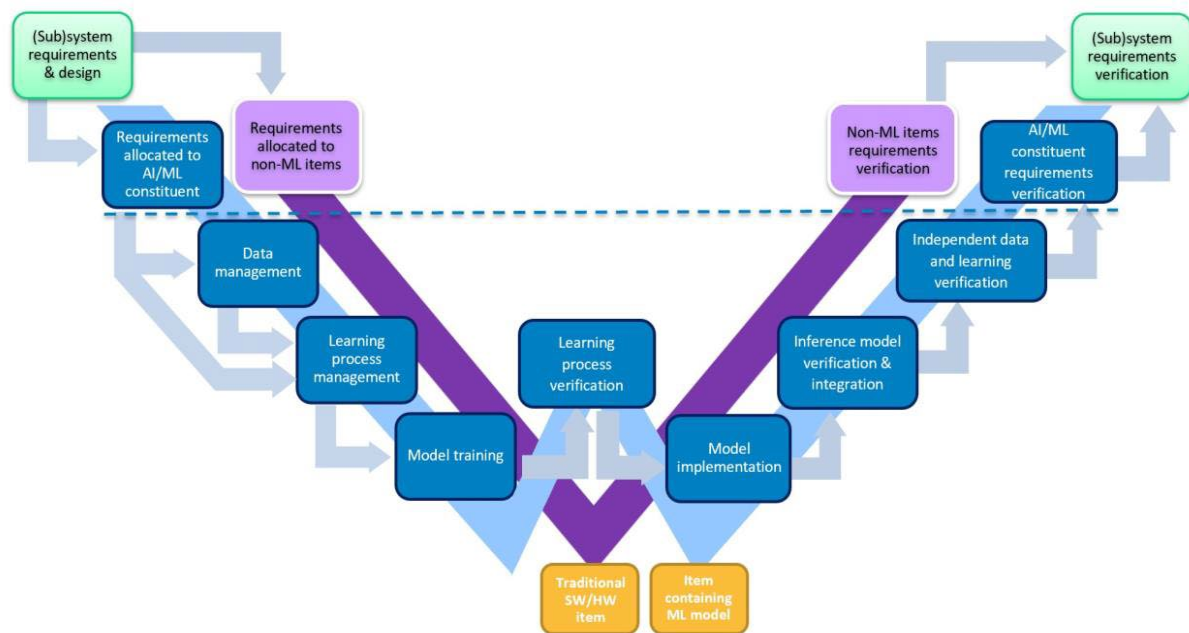 (Sub)system
requirements
& design
(Sub)system
requirements
verification
Requirements
allocated to
AI/ML
constituent
Requirements
allocated to
non-ML items
Non-ML items
requirements
verification
AI/ML
constituent
requirements
verification
Data
management
Independent data
and learning
verification
Learning
process
management
Learning
process
verification
Inference model
verification &
integration
Model training
Model
implementation
Traditional
SW/HW
item
Item
containing
ML model